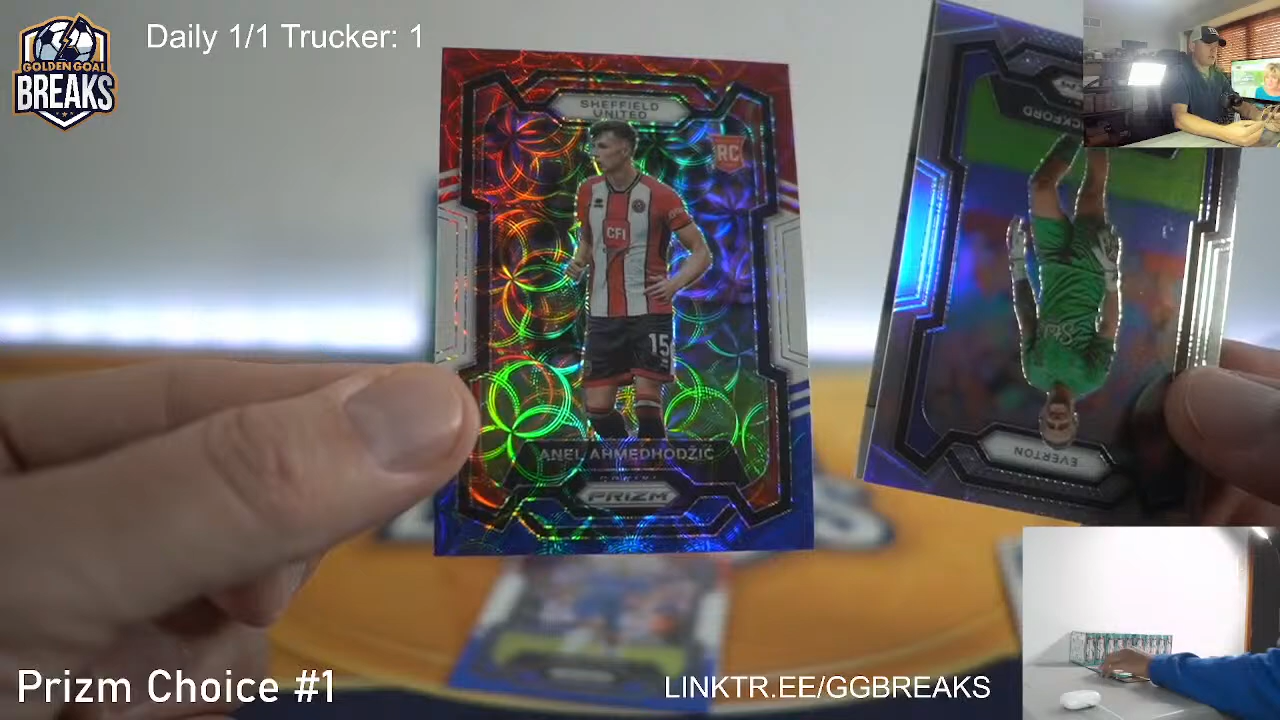 GOLDEN GOAL
BREAKS
Daily 1/1 Trucker: 1
SHEFFIELD
UNITED
RC
CFI
15
ANEL AHMEDHODŽIĆ
PRIZM
EVERTON
Prizm Choice #1
LINKTR.EE/GGBREAKS